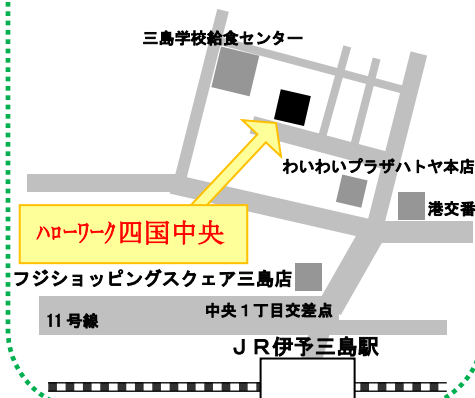 三島学校給食センター
わいわいプラザハトヤ本店
港交番
ﾊﾛｰﾜｰｸ四国中央
フジショッピングスクェア三島店
中央１丁目交差点
11号線
ＪＲ伊予三島駅